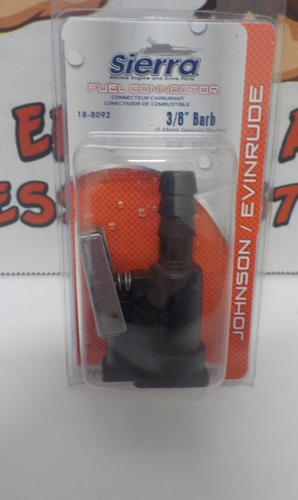 Sierra
Marine Engine and Drive Parts
FUEL CONNECTOR
CONNECTEUR CARBURANT
CONECTADOR DE COMBUSTIBLE
18-8092
3/8" Barb
JOHNSON / EVINRUDE
ESS